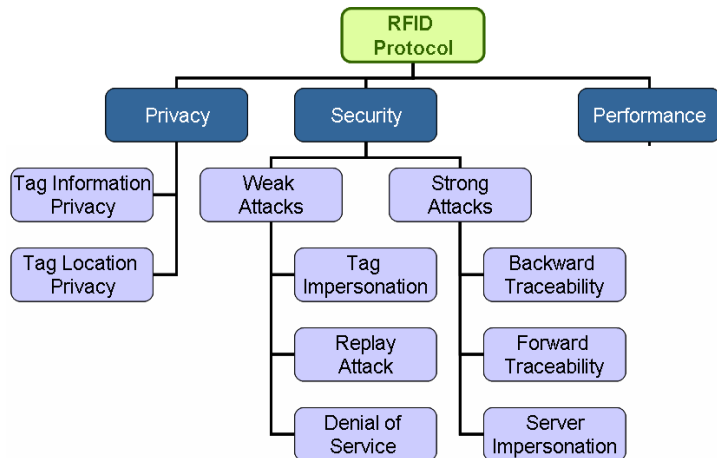 RFID
Protocol
Privacy
Security
Performance
Tag Information
Privacy
Tag Location
Privacy
Weak
Attacks
Strong
Attacks
Tag
Impersonation
Replay
Attack
Denial of
Service
Backward
Traceability
Forward
Traceability
Server
Impersonation